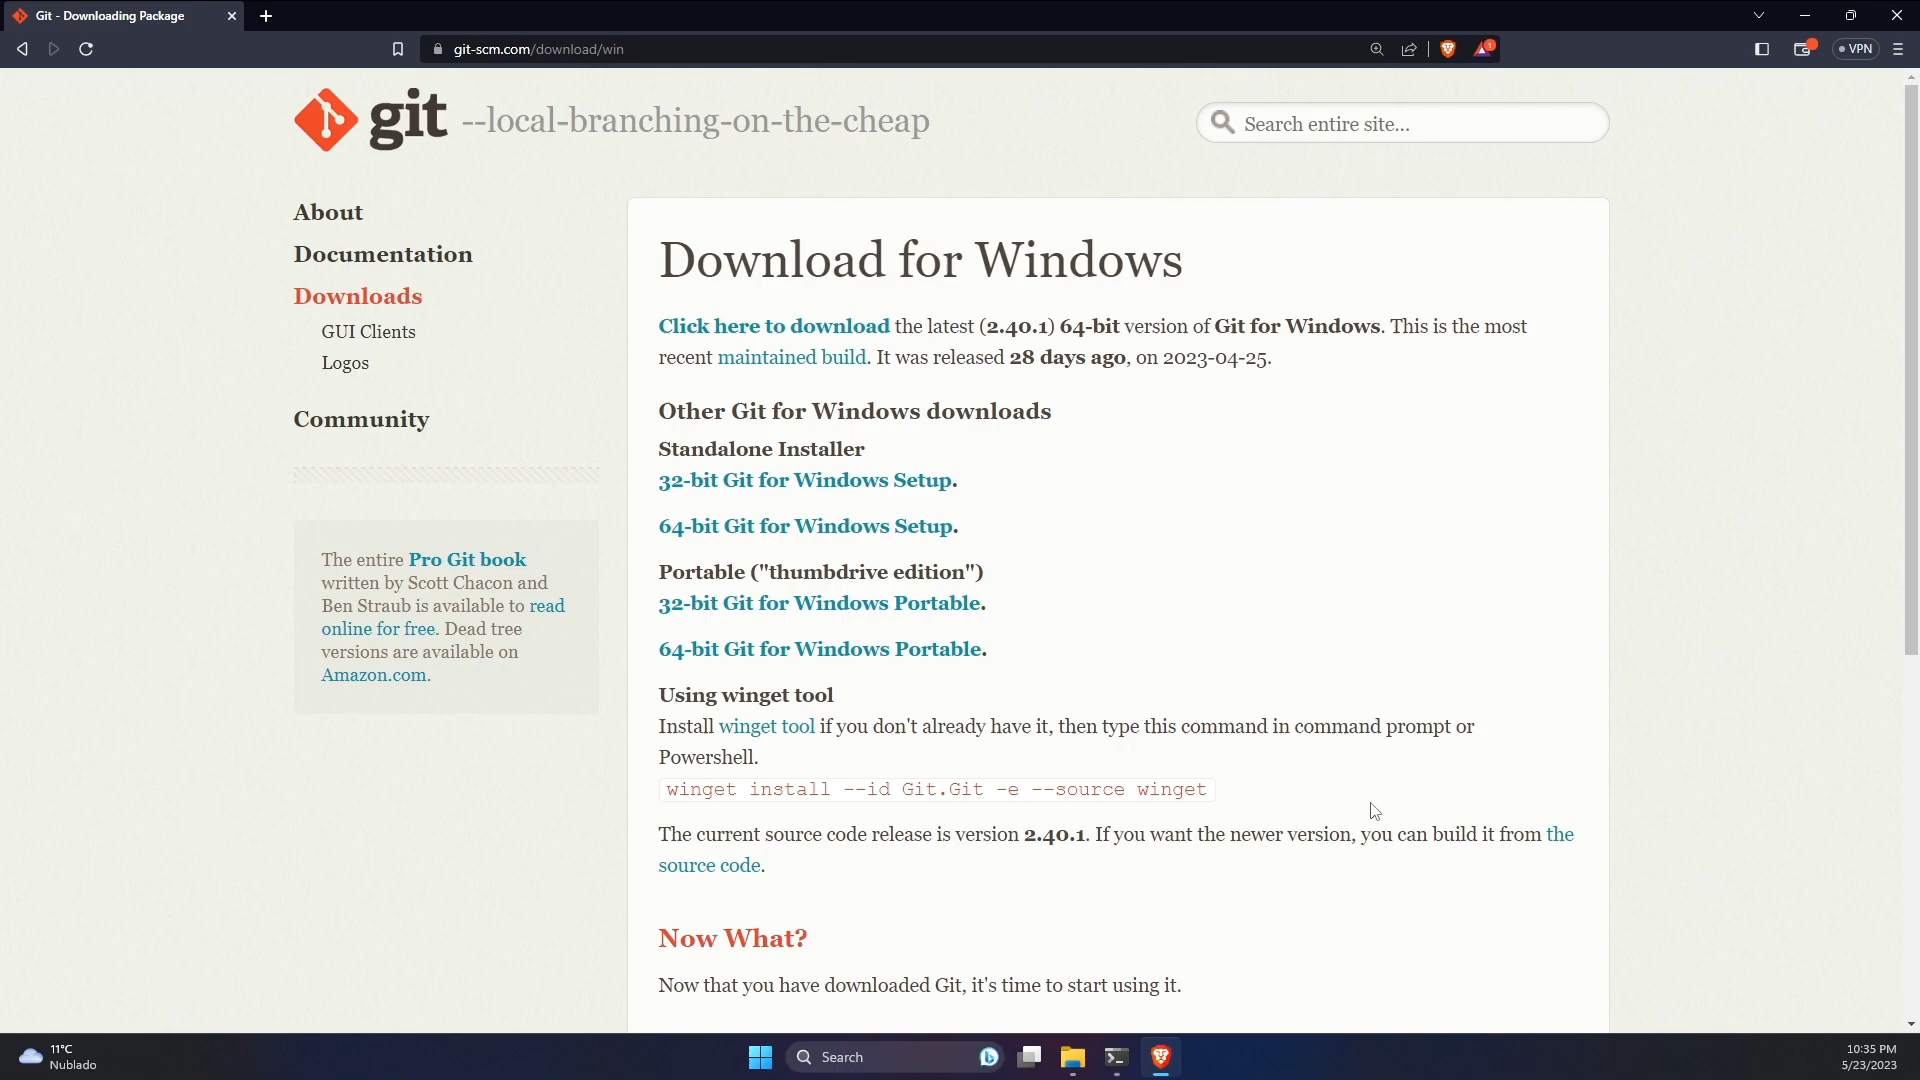 Git - Downloading Package
git-scm.com/download/win
1
VPN
git --local-branching-on-the-cheap
Search entire site...
About
Documentation
Downloads
GUI Clients
Logos
Community
The entire Pro Git book
written by Scott Chacon and
Ben Straub is available to read
online for free. Dead tree
versions are available on
Amazon.com.
Download for Windows
Click here to download the latest (2.40.1) 64-bit version of Git for Windows. This is the most
recent maintained build. It was released 28 days ago, on 2023-04-25.
Other Git for Windows downloads
Standalone Installer
32-bit Git for Windows Setup.
64-bit Git for Windows Setup.
Portable ("thumbdrive edition")
32-bit Git for Windows Portable.
64-bit Git for Windows Portable.
Using winget tool
Install winget tool if you don't already have it, then type this command in command prompt or
Powershell.
winget install --id Git.Git -e --source winget
The current source code release is version 2.40.1. If you want the newer version, you can build it from the
source code.
Now What?
Now that you have downloaded Git, it's time to start using it.
11°C
Nublado
Search
10:35 PM
5/23/2023